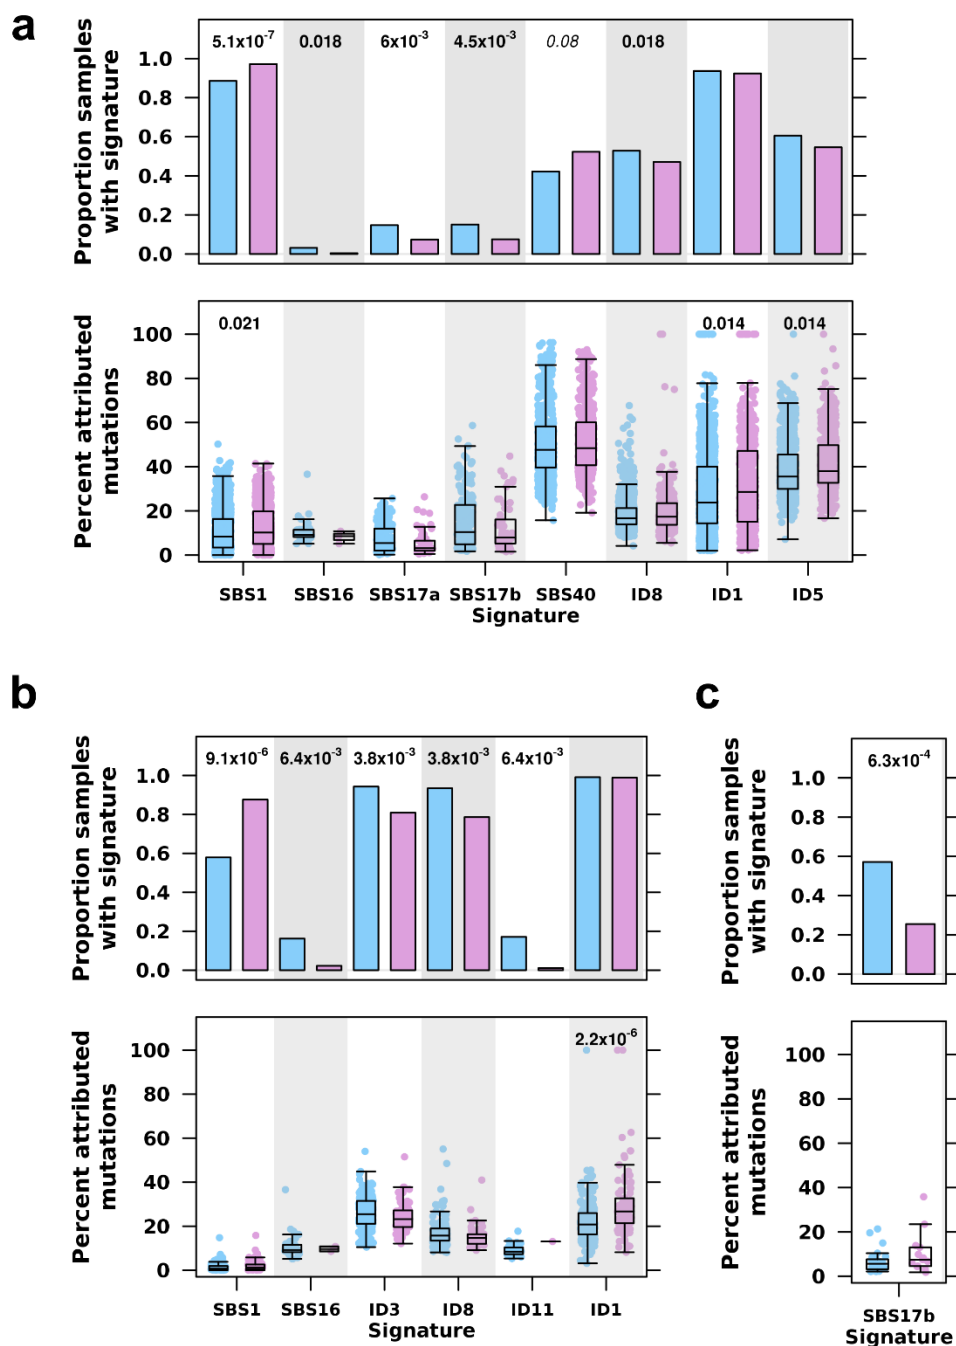 a
Proportion samples
with signature
5.1x10-7 0.018 6x10-3 4.5x10-3 0.08 0.018
1.0
0.8
0.6
0.4
0.2
0.0
Percent attributed
mutations
0.021 0.014 0.014
100
80
60
40
20
0
SBS1 SBS16 SBS17a SBS17b SBS40 ID8 ID1 ID5
Signature
b
Proportion samples
with signature
9.1x10-6 6.4x10-3 3.8x10-3 3.8x10-3 6.4x10-3
1.0
0.8
0.6
0.4
0.2
0.0
Percent attributed
mutations
2.2x10-6
100
80
60
40
20
0
SBS1 SBS16 ID3 ID8 ID11 ID1
Signature
c
Proportion samples
with signature
6.3x10-4
1.0
0.8
0.6
0.4
0.2
0.0
Percent attributed
mutations
100
80
60
40
20
0
SBS17b
Signature